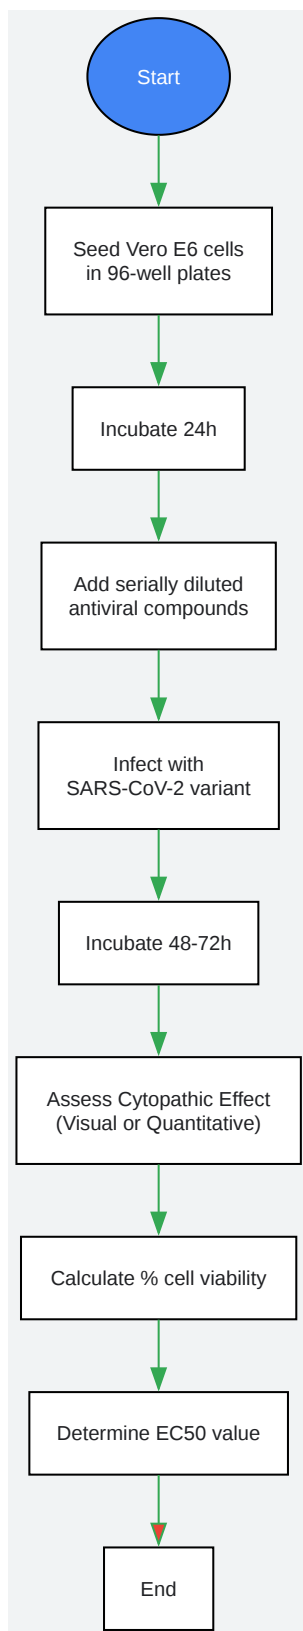 Start
Seed Vero E6 cells
in 96-well plates
Incubate 24h
Add serially diluted
antiviral compounds
Infect with
SARS-CoV-2 variant
Incubate 48-72h
Assess Cytopathic Effect
(Visual or Quantitative)
Calculate % cell viability
Determine EC50 value
End